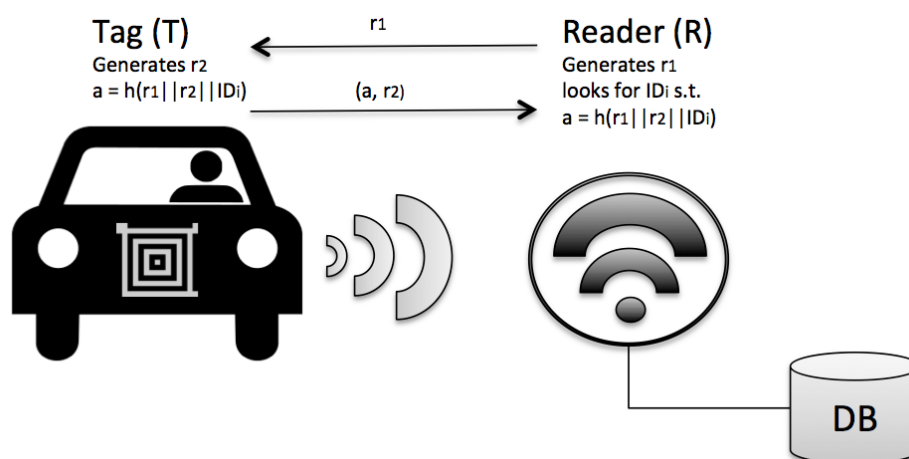 Tag (T)
Generates r2
a = h(r1||r2||IDi)
r1
(a, r2)
Reader (R)
Generates r1
looks for IDi s.t.
a = h(r1||r2||IDi)
DB